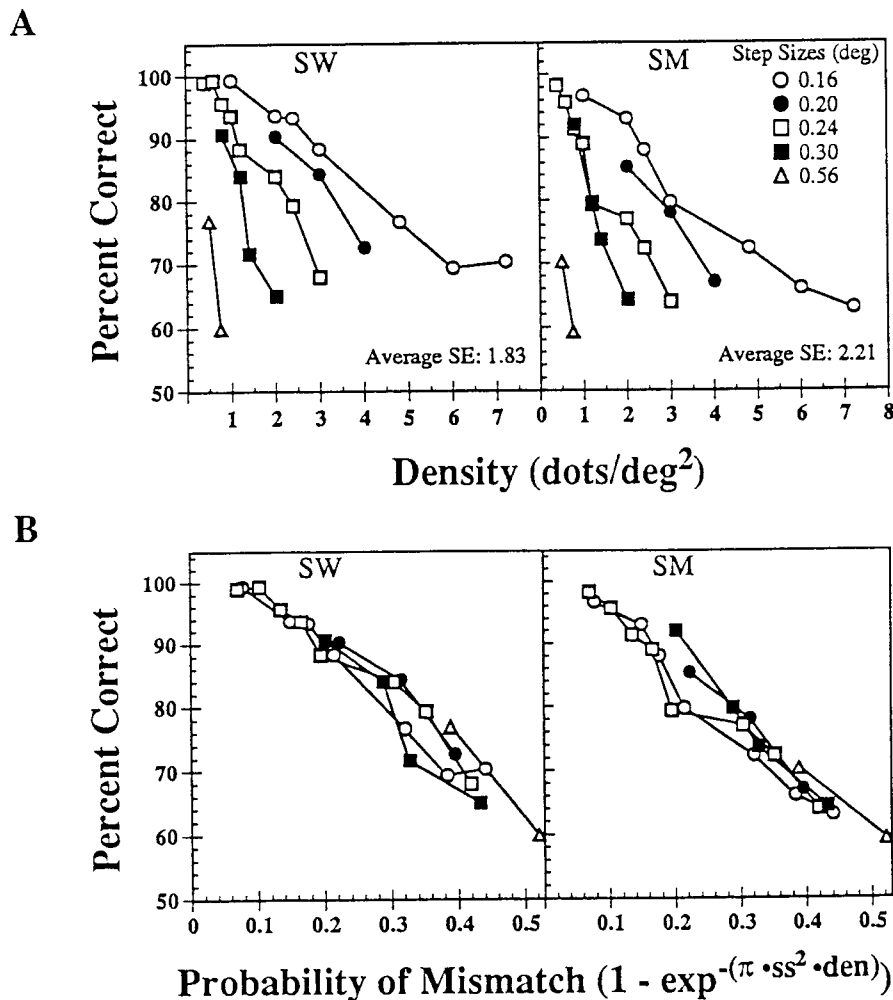 A
SW
SM
Step Sizes (deg)
0.16
0.20
0.24
0.30
0.56
100
90
80
70
60
50
Percent Correct
Average SE: 1.83
Average SE: 2.21
1 2 3 4 5 6 7
0 1 2 3 4 5 6 7 8
Density (dots/deg²)
B
SW
SM
100
90
80
70
60
50
Percent Correct
0 0.1 0.2 0.3 0.4 0.5
0.1 0.2 0.3 0.4 0.5
Probability of Mismatch (1 - exp^-(π •ss² •den))